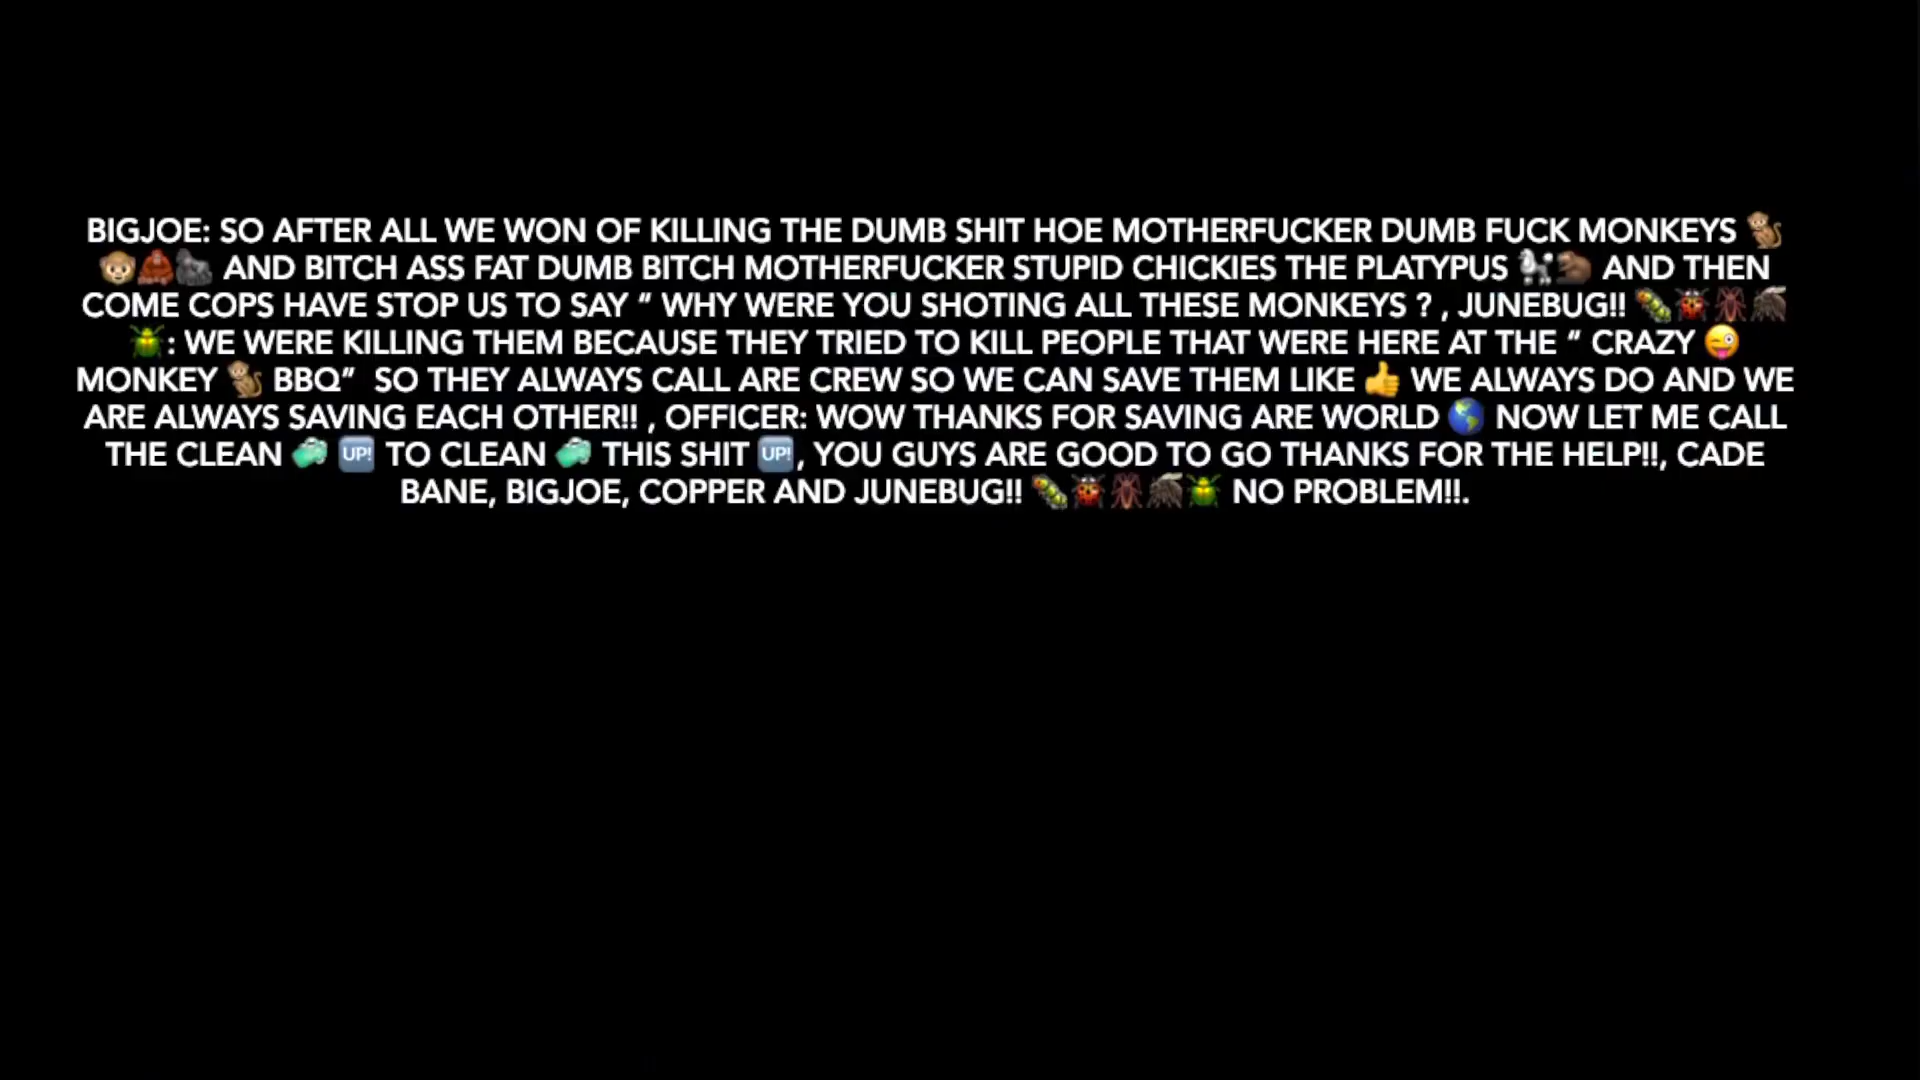 BIGJOE: SO AFTER ALL WE WON OF KILLING THE DUMB SHIT HOE MOTHERFUCKER DUMB FUCK MONKEYS 🐒
🐵🦧🦍 AND BITCH ASS FAT DUMB BITCH MOTHERFUCKER STUPID CHICKIES THE PLATYPUS 🐩🦫 AND THEN
COME COPS HAVE STOP US TO SAY “ WHY WERE YOU SHOTING ALL THESE MONKEYS ? , JUNEBUG!! 🐛🐞🪳🪰
🪲: WE WERE KILLING THEM BECAUSE THEY TRIED TO KILL PEOPLE THAT WERE HERE AT THE “ CRAZY 😜
MONKEY 🐒 BBQ” SO THEY ALWAYS CALL ARE CREW SO WE CAN SAVE THEM LIKE 👍 WE ALWAYS DO AND WE
ARE ALWAYS SAVING EACH OTHER!! , OFFICER: WOW THANKS FOR SAVING ARE WORLD 🌎 NOW LET ME CALL
THE CLEAN 🧼 🆙 TO CLEAN 🧼 THIS SHIT 🆙, YOU GUYS ARE GOOD TO GO THANKS FOR THE HELP!!, CADE
BANE, BIGJOE, COPPER AND JUNEBUG!! 🐛🐞🪳🪰🪲 NO PROBLEM!!.